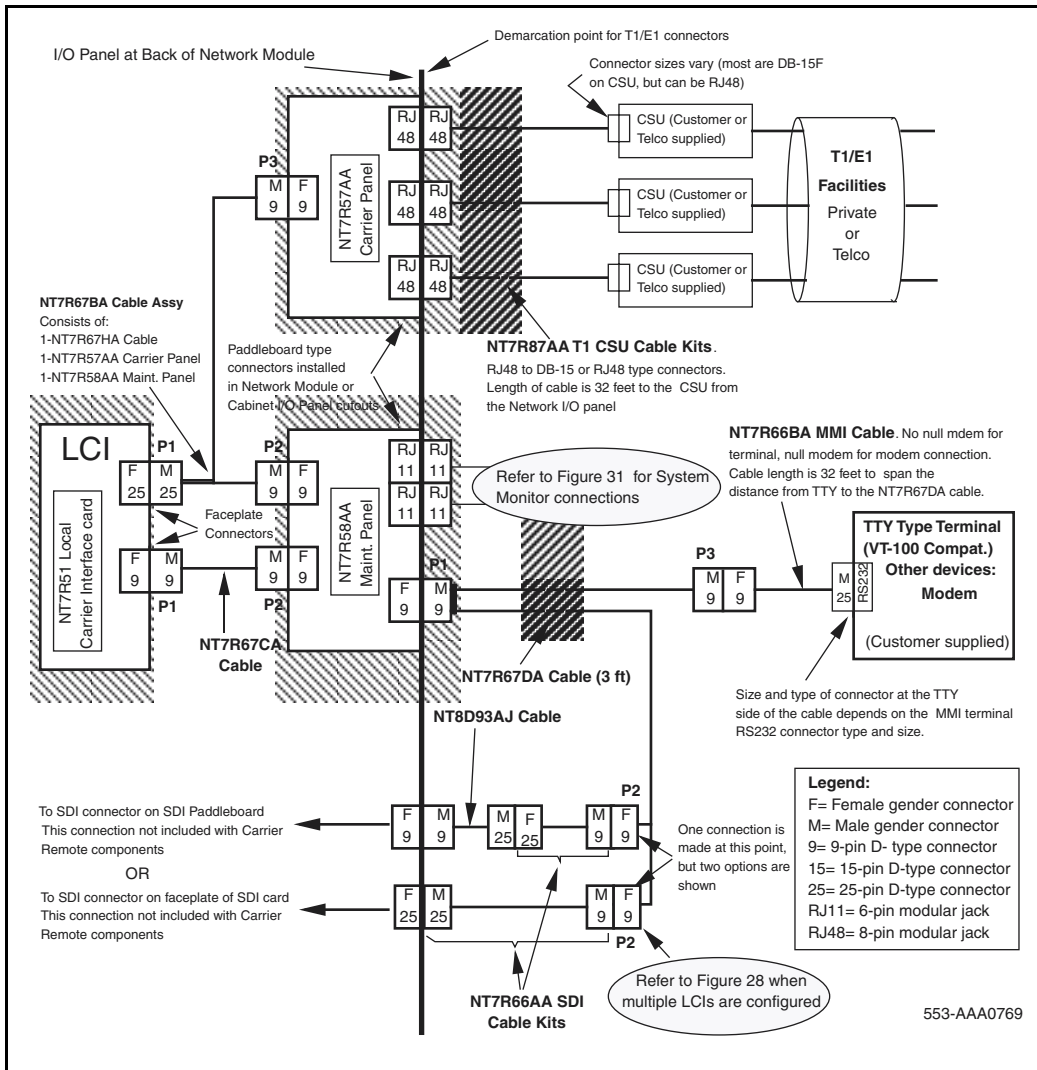 I/O Panel at Back of Network Module
Demarcation point for T1/E1 connectors
Connector sizes vary (most are DB-15F
on CSU, but can be RJ48)
RJ
48
RJ
48
CSU (Customer or
Telco supplied)
P3
M
9
F
9
NT7R57AA
Carrier Panel
RJ
48
RJ
48
CSU (Customer or
Telco supplied)
RJ
48
RJ
48
CSU (Customer or
Telco supplied)
T1/E1
Facilities
Private
or
Telco
NT7R67BA Cable Assy
Consists of:
1-NT7R67HA Cable
1-NT7R57AA Carrier Panel
1-NT7R58AA Maint. Panel
Paddleboard type
connectors installed
in Network Module or
Cabinet I/O Panel cutouts
NT7R87AA T1 CSU Cable Kits.
RJ48 to DB-15 or RJ48 type connectors.
Length of cable is 32 feet to the CSU from
the Network I/O panel
NT7R66BA MMI Cable. No null mdem for
terminal, null modem for modem connection.
Cable length is 32 feet to span the
distance from TTY to the NT7R67DA cable.
LCI
NT7R51 Local
Carrier Interface card
P1
F
25
M
25
P2
M
9
F
9
Faceplate
Connectors
F
9
M
9
P1
M
9
F
9
P2
NT7R67CA
Cable
NT7R58AA
Maint. Panel
RJ
11
RJ
11
RJ
11
RJ
11
Refer to Figure 31 for System
Monitor connections
P1
F
9
M
9
P3
M
9
F
9
M
25
RS232
TTY Type Terminal
(VT-100 Compat.)
Other devices:
Modem
(Customer supplied)
NT7R67DA Cable (3 ft)
Size and type of connector at the TTY
side of the cable depends on the MMI terminal
RS232 connector type and size.
NT8D93AJ Cable
To SDI connector on SDI Paddleboard
This connection not included with Carrier
Remote components
OR
To SDI connector on faceplate of SDI card
This connection not included with Carrier
Remote components
F
9
M
9
M
25
F
25
P2
M
9
F
9
One connection is
made at this point,
but two options are
shown
F
25
M
25
M
9
F
9
P2
NT7R66AA SDI
Cable Kits
Refer to Figure 28 when
multiple LCIs are configured
Legend:
F= Female gender connector
M= Male gender connector
9= 9-pin D- type connector
15= 15-pin D-type connector
25= 25-pin D-type connector
RJ11= 6-pin modular jack
RJ48= 8-pin modular jack
553-AAA0769